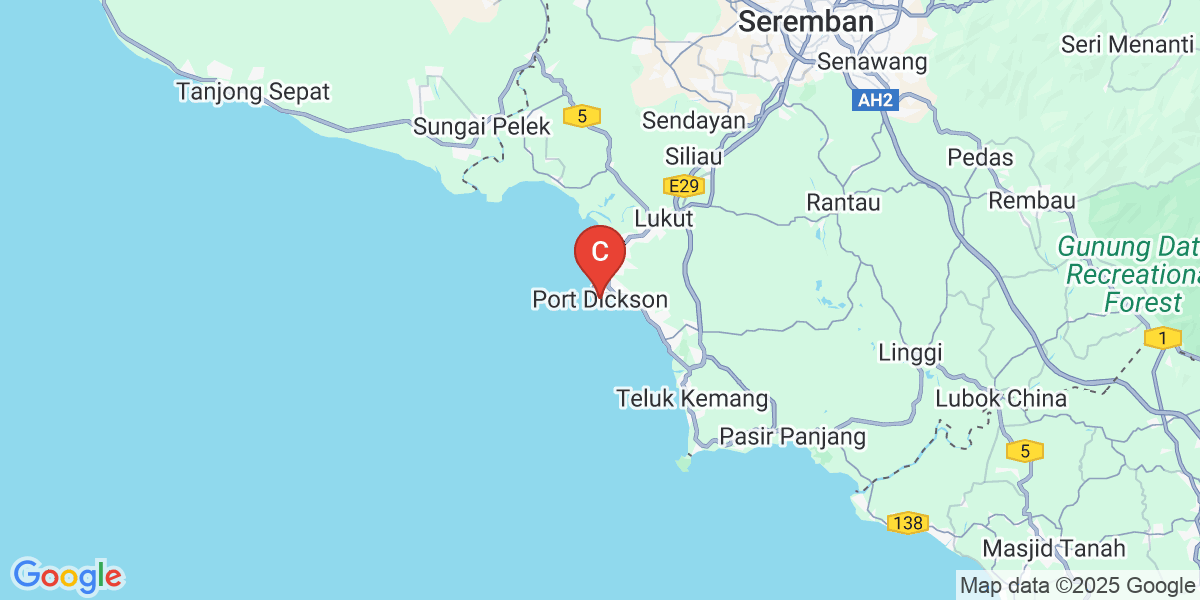 Seremban
Seri Menanti
Senawang
Tanjong Sepat
AH2
5
Sendayan
Sungai Pelek
Siliau
Pedas
E29
Rantau
Rembau
Lukut
C
Gunung Dat
Recreationa
Forest
Port Dickson
1
Linggi
Teluk Kemang
Lubok China
Pasir Panjang
5
138
Masjid Tanah
Google
Map data ©2025 Google